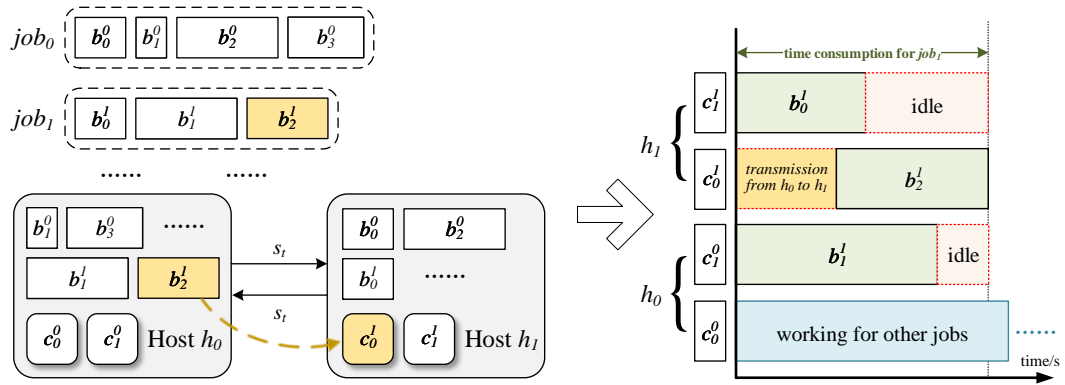 job₀ b₀⁰ b₁⁰ b₂⁰ b₃⁰
job₁ b₀¹ b₁¹ b₂¹
...... ......
b₁⁰ b₃⁰ ......
b₁¹ b₂¹
c₀⁰ c₁⁰ Host h₀
sₜ
sₜ
b₀⁰ b₂⁰
b₀¹ ......
c₀¹ c₁¹ Host h₁
time consumption for job₁
h₁
c₁¹ b₀¹ idle
c₀¹ transmission
from h₀ to h₁
b₂¹
h₀
c₁⁰ b₁¹ idle
c₀⁰ working for other jobs ......
time/s